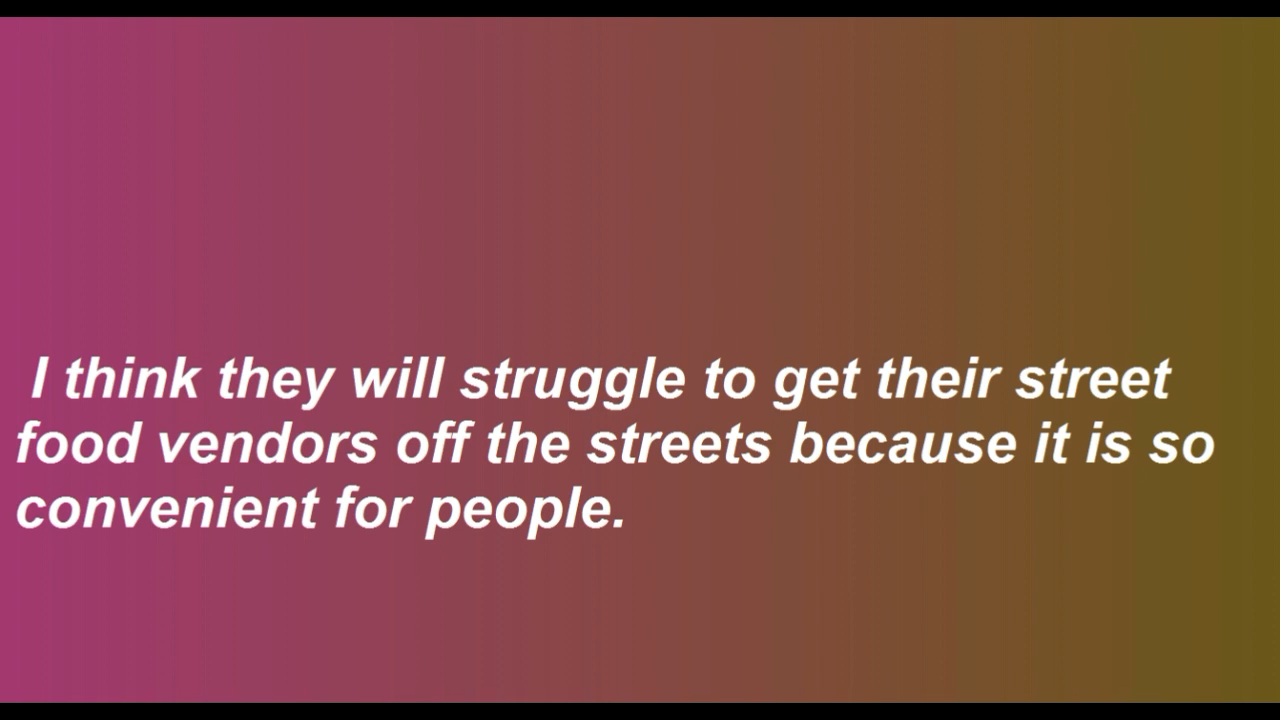 I think they will struggle to get their street
food vendors off the streets because it is so
convenient for people.